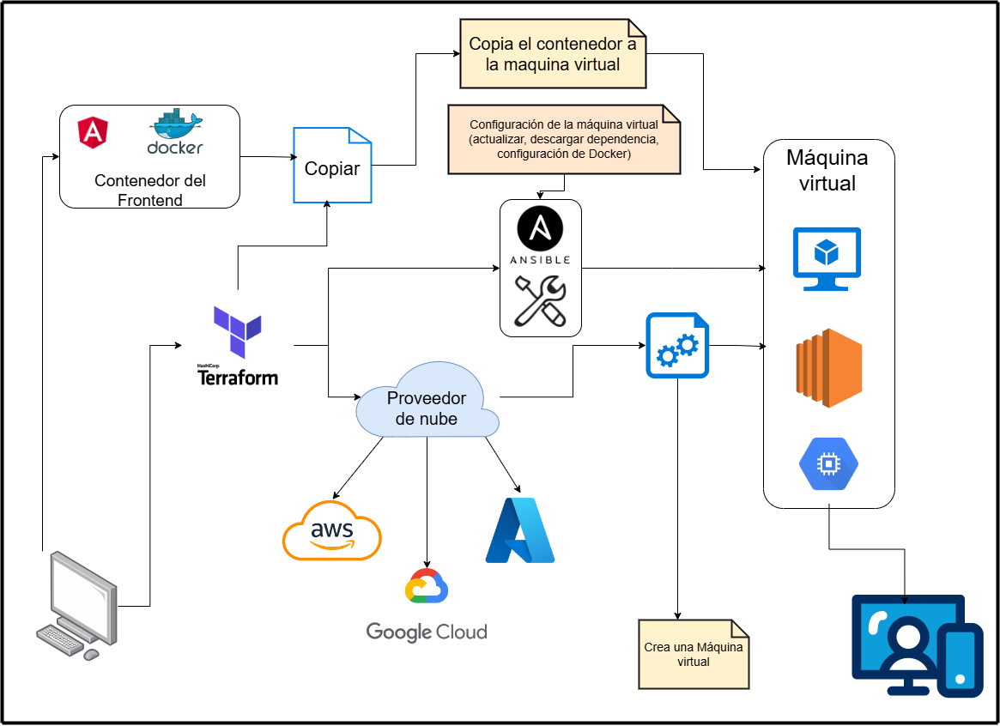 Copia el contenedor a
la maquina virtual
Configuración de la máquina virtual
(actualizar, descargar dependencia,
configuración de Docker)
docker
Contenedor del
Frontend
Copiar
Máquina
virtual
ANSIBLE
HashiCorp
Terraform
Proveedor
de nube
aws
Google Cloud
Crea una Máquina
virtual